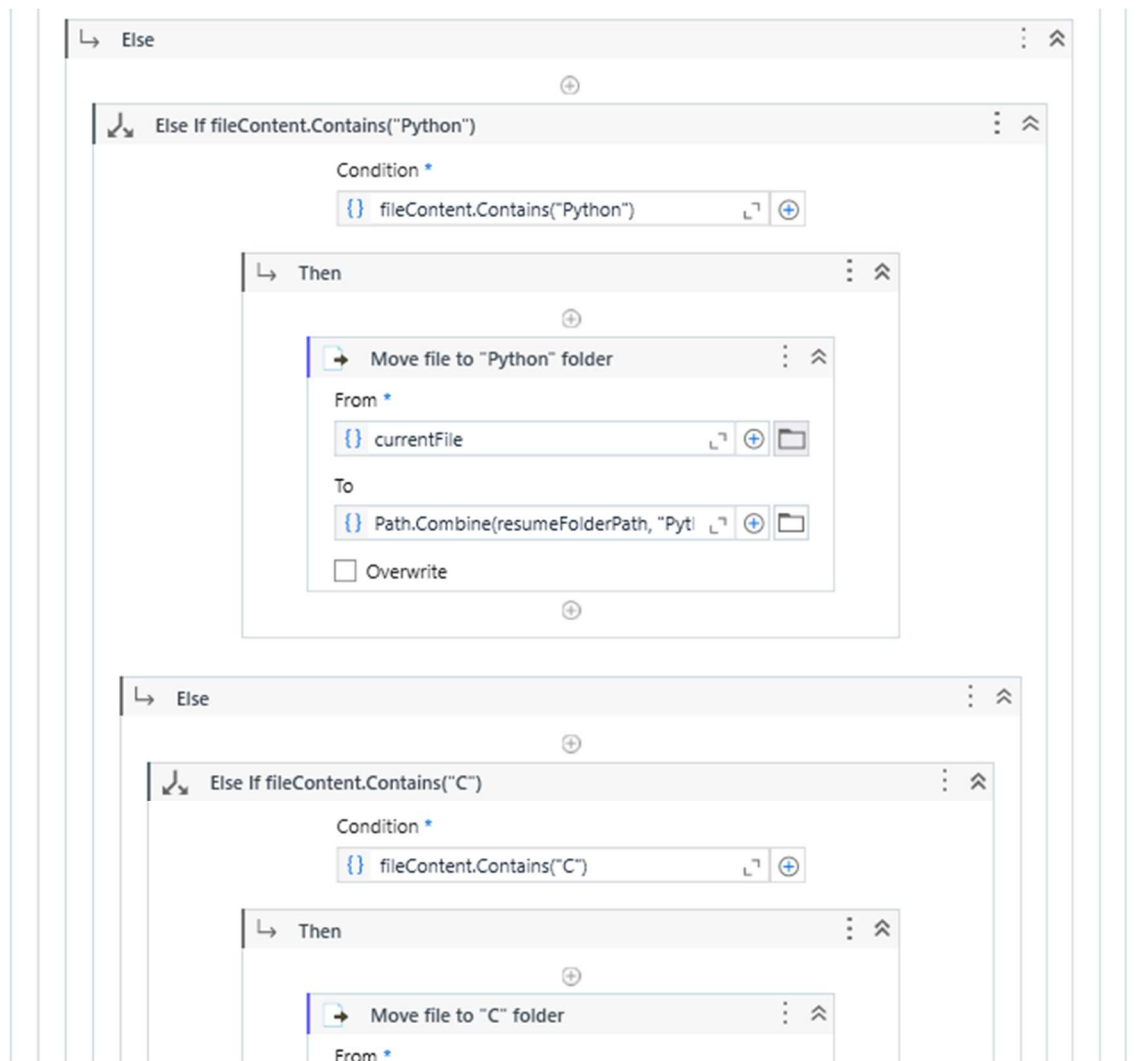 Else
Else If fileContent.Contains("Python")
Condition *
{} fileContent.Contains("Python")
Then
Move file to "Python" folder
From *
{} currentFile
To
{} Path.Combine(resumeFolderPath, "Pyt
Overwrite
Else
Else If fileContent.Contains("C")
Condition *
{} fileContent.Contains("C")
Then
Move file to "C" folder
From *